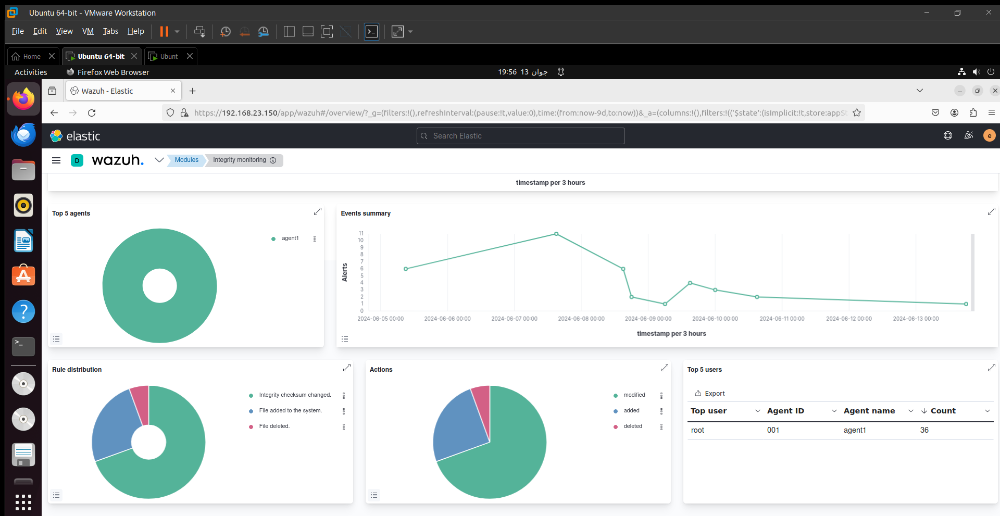 Ubuntu 64-bit - VMware Workstation
File Edit View VM Tabs Help
Home Ubuntu 64-bit Ubunt
Activities Firefox Web Browser 19:56 13 جوان
Wazuh - Elastic
https://192.168.23.150/app/wazuh#/overview/?_g=(filters:!(),refreshInterval:(pause:!t,value:0),time:(from:now-9d,to:now))&_a=(columns:!(),filters:!(('$state':(isImplicit:!t,store:appSt
elastic Search Elastic e
D wazuh. Modules Integrity monitoring
timestamp per 3 hours
Top 5 agents
agent1
Events summary
Alerts
11
10
9
8
7
6
5
4
3
2
1
0
2024-06-05 00:00 2024-06-06 00:00 2024-06-07 00:00 2024-06-08 00:00 2024-06-09 00:00 2024-06-10 00:00 2024-06-11 00:00 2024-06-12 00:00 2024-06-13 00:00
timestamp per 3 hours
Rule distribution
Integrity checksum changed.
File added to the system.
File deleted.
Actions
modified
added
deleted
Top 5 users
Export
Top user Agent ID Agent name Count
root 001 agent1 36